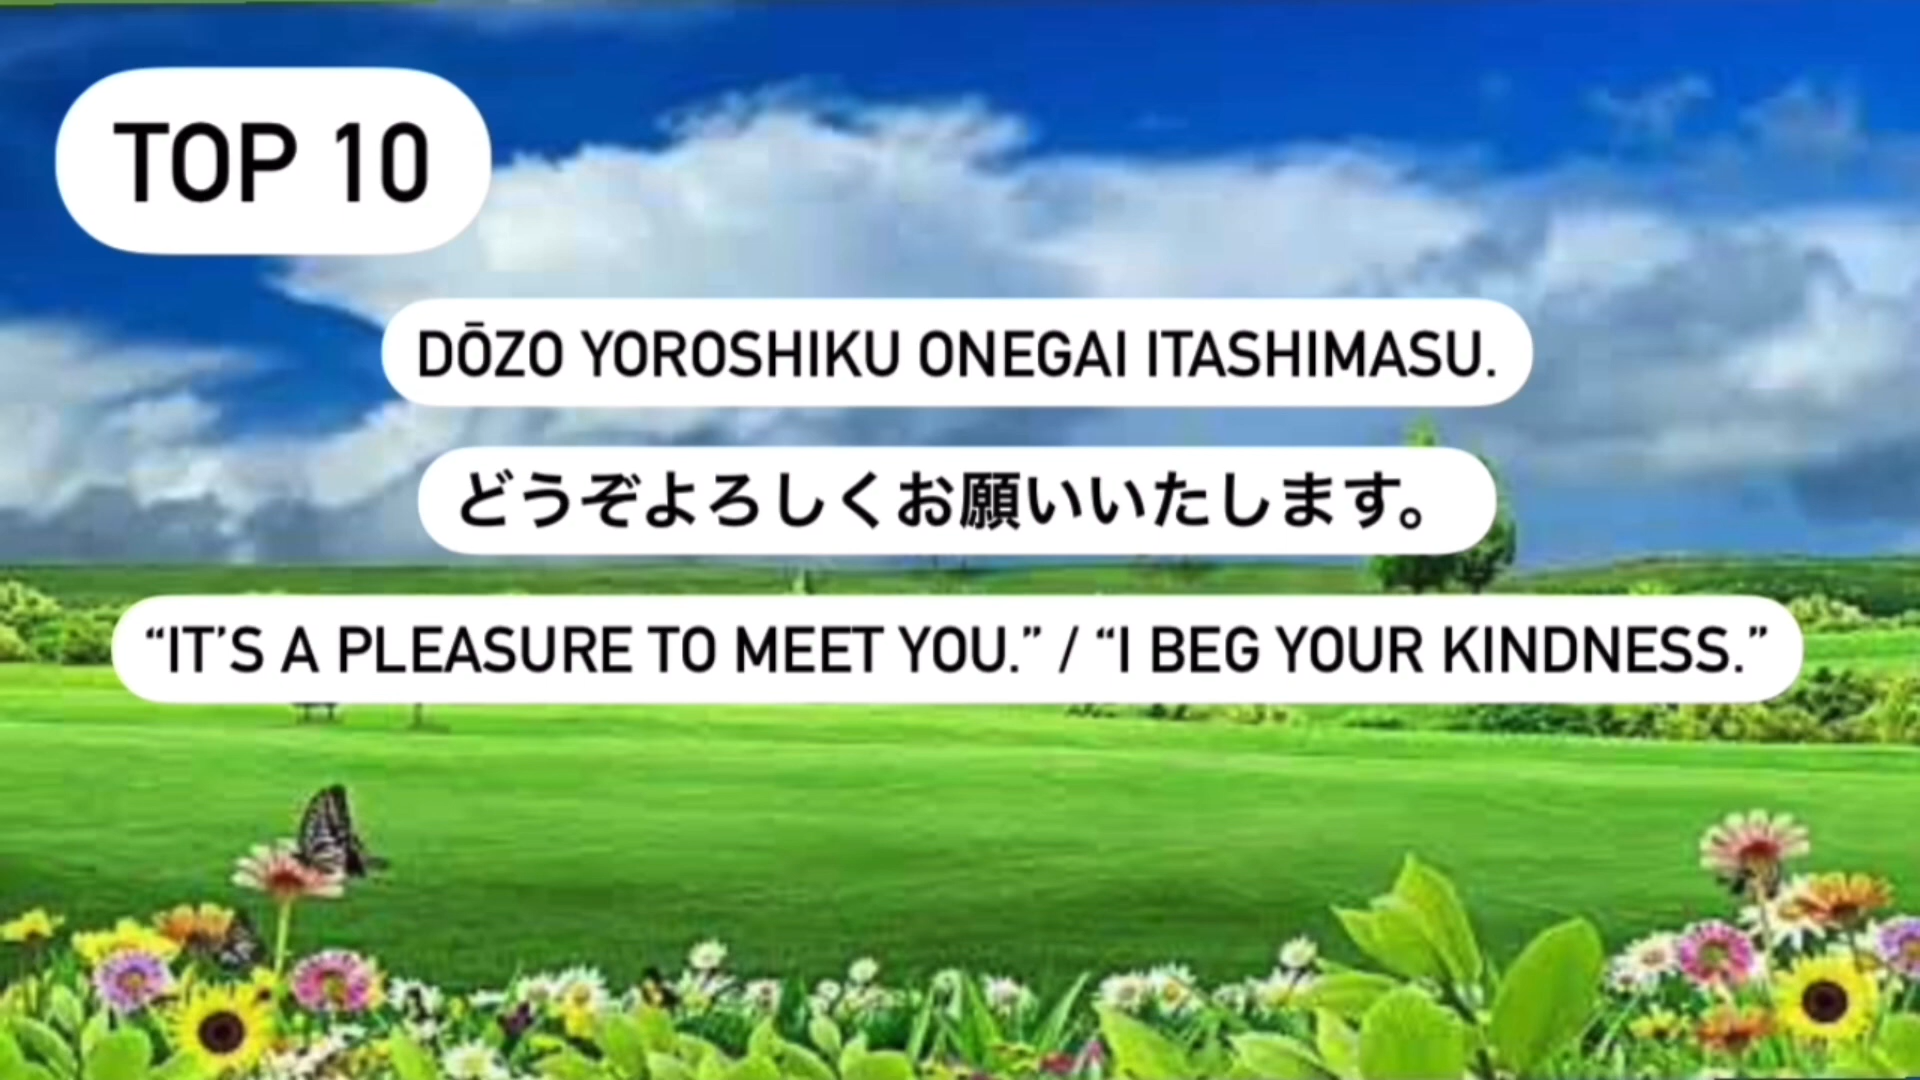 TOP 10
DŌZO YOROSHIKU ONEGAI ITASHIMASU.
どうぞよろしくお願いいたします。
“IT’S A PLEASURE TO MEET YOU.” / “I BEG YOUR KINDNESS.”